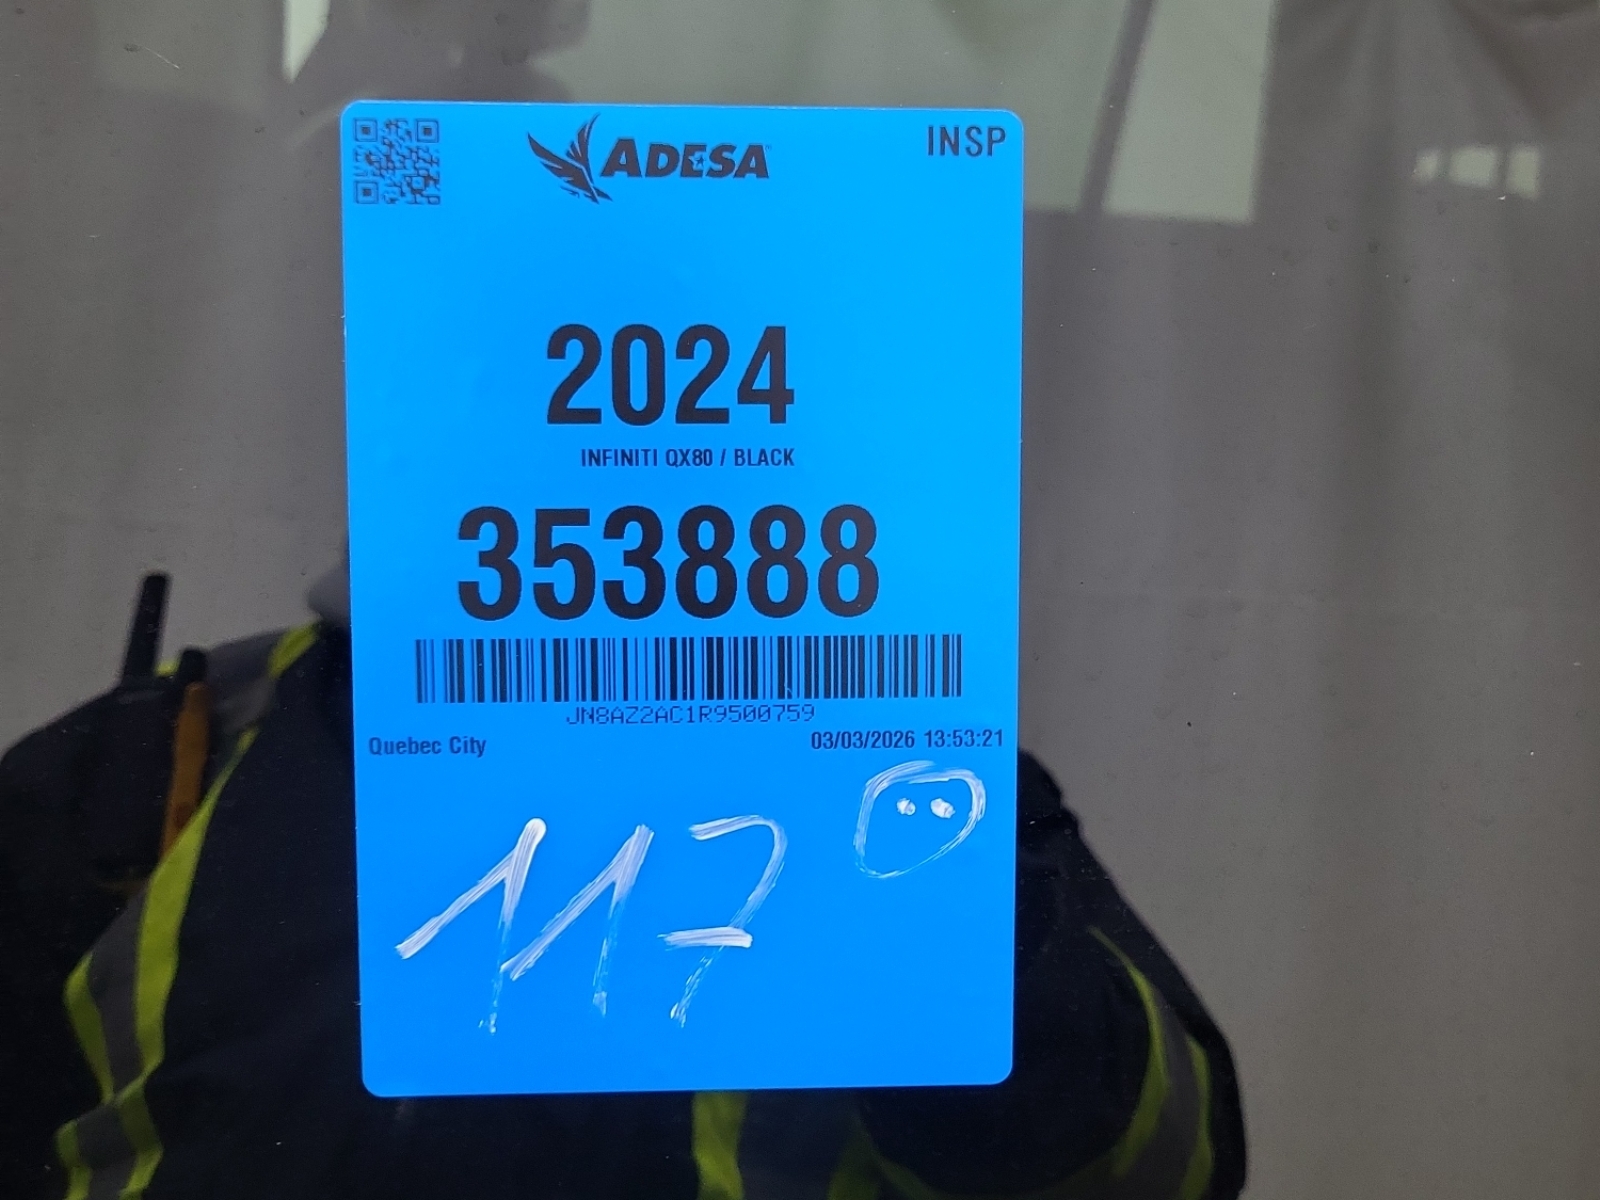 ADESA
INSP
2024
INFINITI QX80 / BLACK
353888
JN8AZ2AC1R9500759
Quebec City
03/03/2026 13:53:21
117